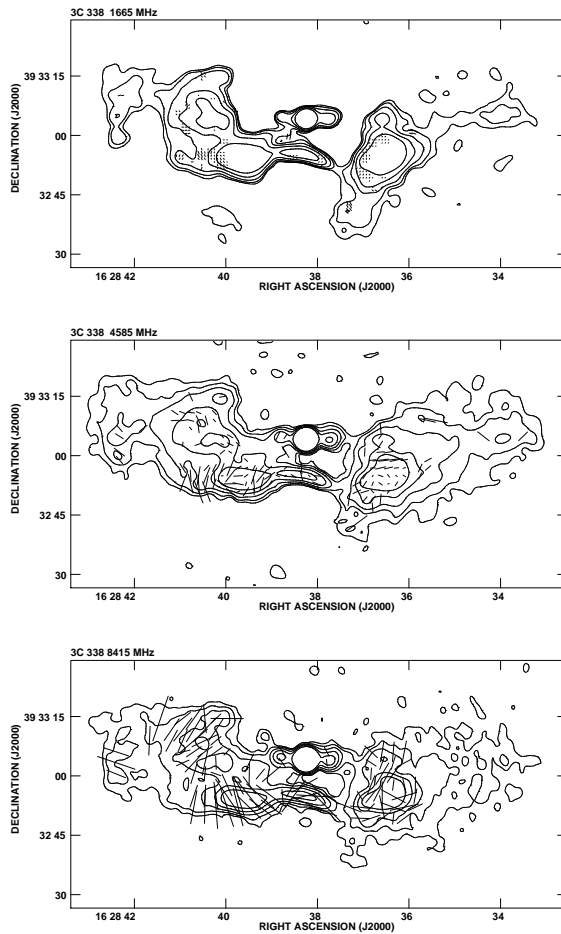 3C 338 1665 MHz
DECLINATION (J2000)
39 33 15
00
32 45
30
16 28 42
40
38
36
34
RIGHT ASCENSION (J2000)
3C 338 4585 MHz
DECLINATION (J2000)
39 33 15
00
32 45
30
16 28 42
40
38
36
34
RIGHT ASCENSION (J2000)
3C 338 8415 MHz
DECLINATION (J2000)
39 33 15
00
32 45
30
16 28 42
40
38
36
34
RIGHT ASCENSION (J2000)